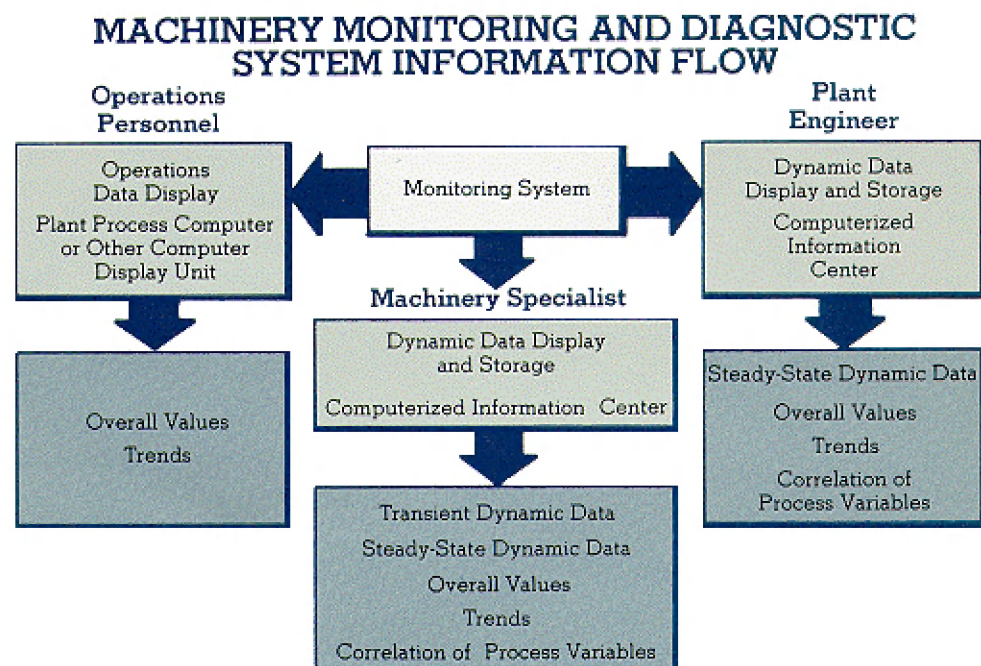 MACHINERY MONITORING AND DIAGNOSTIC
SYSTEM INFORMATION FLOW
Operations
Personnel
Operations
Data Display
Plant Process Computer
or Other Computer
Display Unit
Overall Values
Trends
Monitoring System
Machinery Specialist
Dynamic Data Display
and Storage
Computerized Information Center
Transient Dynamic Data
Steady-State Dynamic Data
Overall Values
Trends
Correlation of Process Variables
Plant
Engineer
Dynamic Data
Display and Storage
Computerized
Information
Center
Steady-State Dynamic Data
Overall Values
Trends
Correlation of
Process Variables